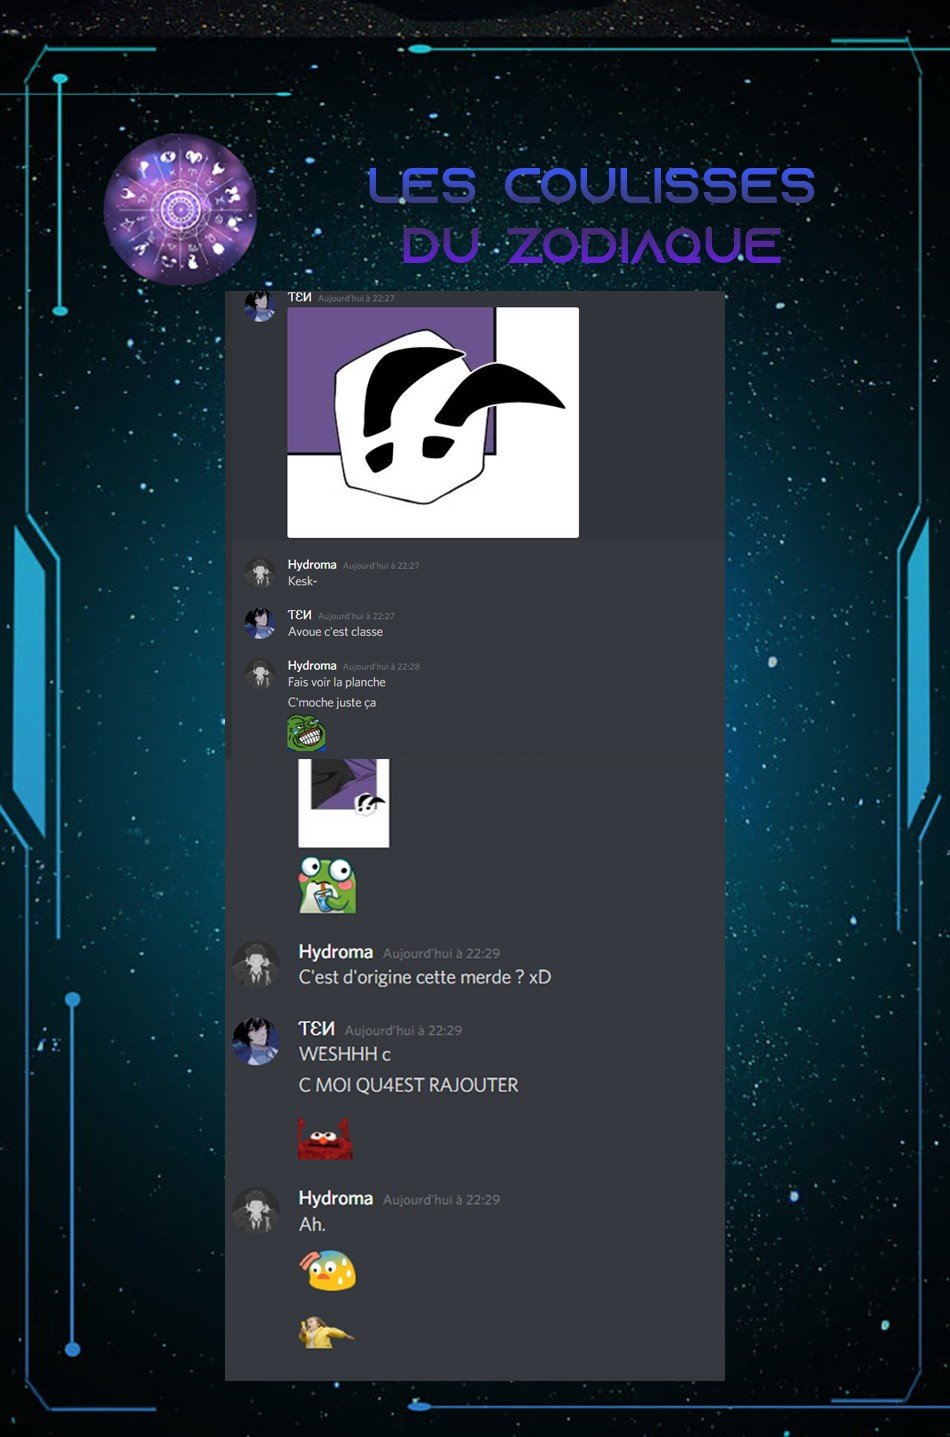 LES COULISSES
DU ZODIAQUE
TEN Aujourd'hui à 22:27
!!
Hydroma Aujourd'hui à 22:27
Kesk-
TEN Aujourd'hui à 22:27
Avoue c'est classe
Hydroma Aujourd'hui à 22:28
Fais voir la planche
C'moche juste ça
Hydroma Aujourd'hui à 22:29
C'est d'origine cette merde ? xD
TEN Aujourd'hui à 22:29
WESHHH c
C MOI QU4EST RAJOUTER
Hydroma Aujourd'hui à 22:29
Ah.